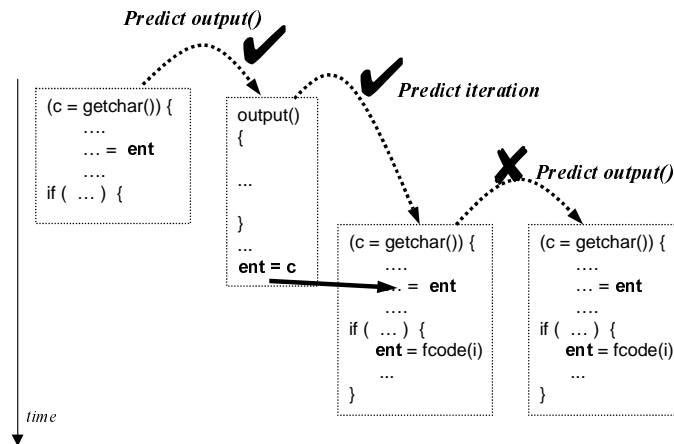 Predict output()
(c = getchar()) {
....
... = ent
....
if ( ... ) {
output()
{
...
}
...
ent = c
Predict iteration
(c = getchar()) {
....
... = ent
....
if ( ... ) {
ent = fcode(i)
...
}
Predict output()
(c = getchar()) {
....
... = ent
....
if ( ... ) {
ent = fcode(i)
...
}
time